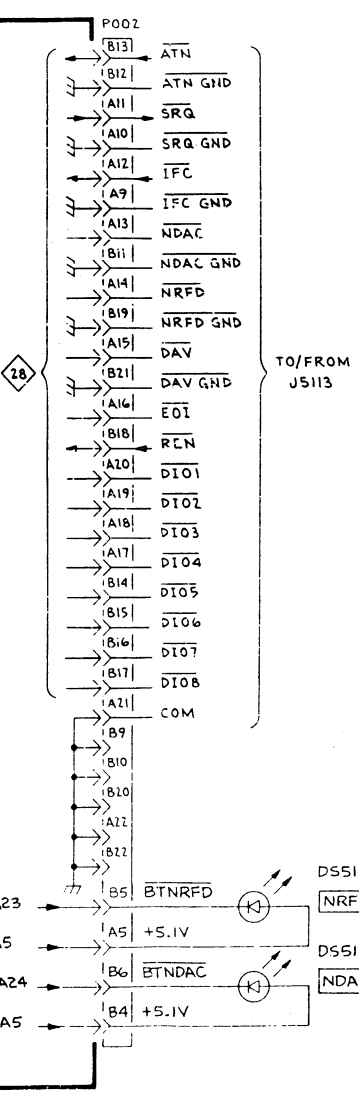 P002
B13 ATN
B12 ATN GND
A11 SRQ
A10 SRQ GND
A12 IFC
A9 IFC GND
A13 NDAC
B11 NDAC GND
A14 NRFD
B19 NRFD GND
A15 DAV
28
B21 DAV GND
TO/FROM
J5113
A16 EOI
B18 REN
A20 DIO1
A19 DIO2
A18 DIO3
A17 DIO4
B14 DIO5
B15 DIO6
B16 DIO7
B17 DIO8
A21 COM
B9
B10
B20
A22
B22
DS51
A23 B5 BTNRFD
NRF
A5 A5 +5.1V
DS51
A24 B6 BTNDAC
NDA
A5 B4 +5.1V